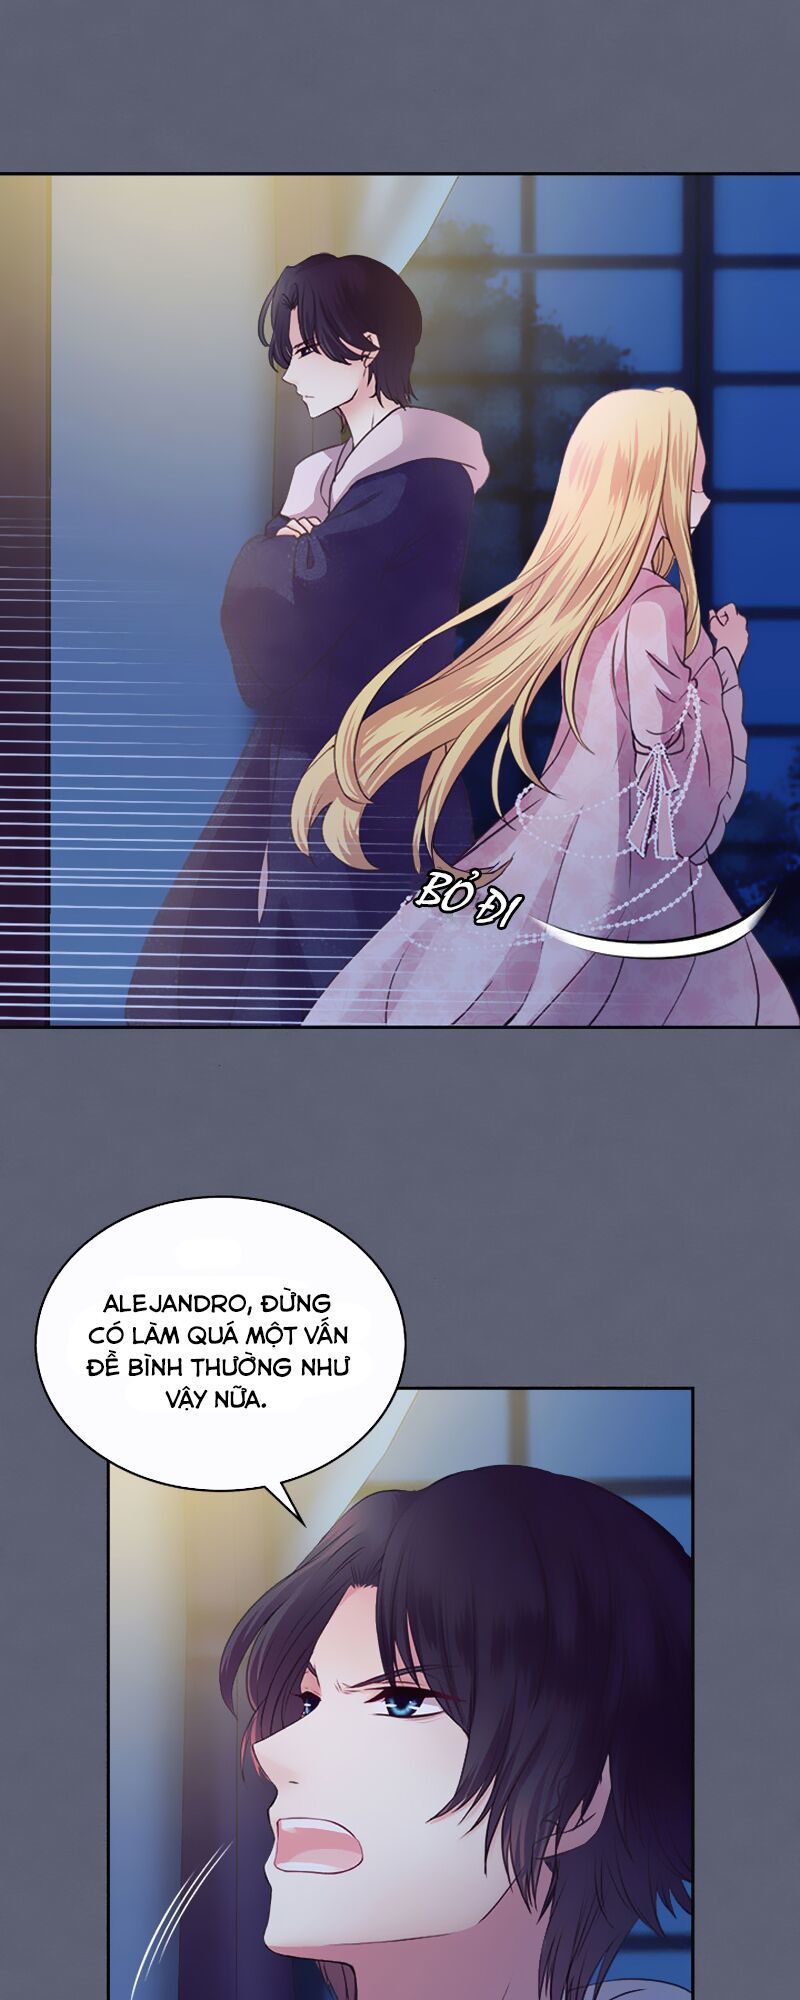 BỎ ĐI
ALEJANDRO, ĐỪNG
CÓ LÀM QUÁ MỘT VẤN
ĐỀ BÌNH THƯỜNG NHƯ
VẬY NỮA.